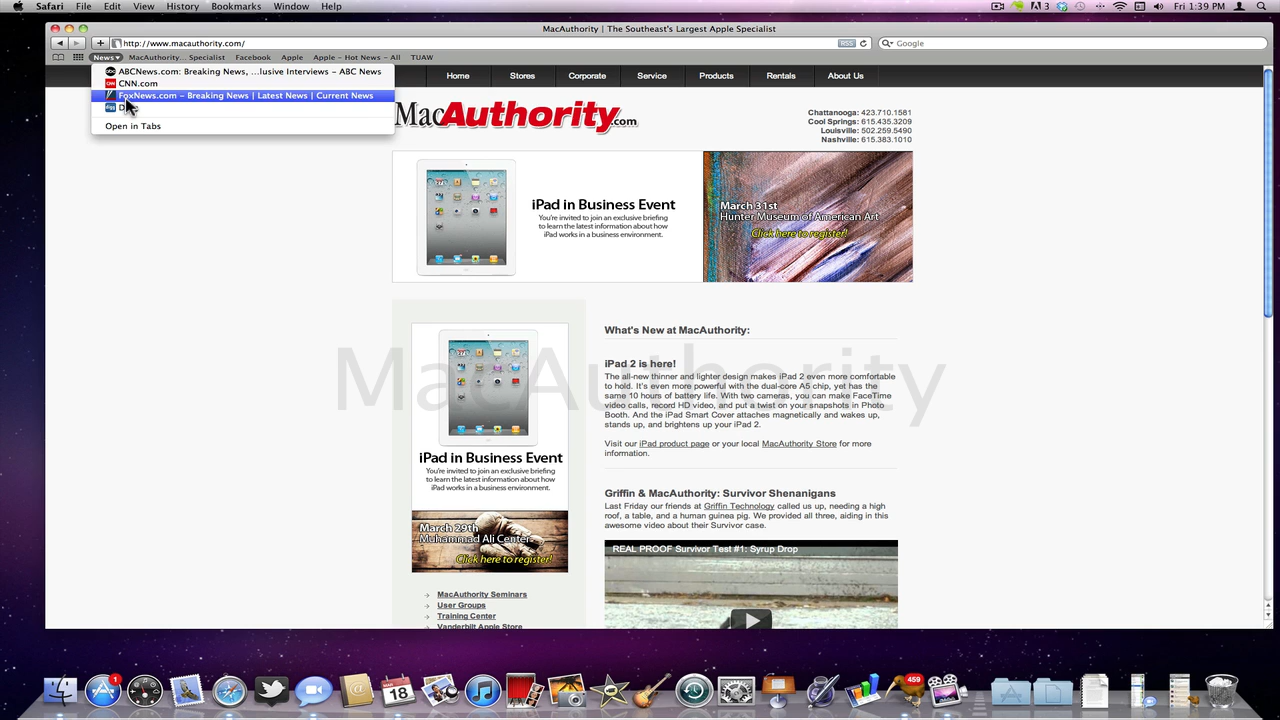 Safari File Edit View History Bookmarks Window Help
3 Fri 1:39 PM
MacAuthority | The Southeast's Largest Apple Specialist
http://www.macauthority.com/ RSS Google
News MacAuthority... Specialist Facebook Apple Apple – Hot News – All TUAW
ABCNews.com: Breaking News, ...lusive Interviews – ABC News
CNN.com
FoxNews.com – Breaking News | Latest News | Current News
Open in Tabs
Home Stores Corporate Service Products Rentals About Us
MacAuthority.com
Chattanooga: 423.710.1581
Cool Springs: 615.435.3209
Louisville: 502.259.5490
Nashville: 615.383.1010
iPad in Business Event
You're invited to join an exclusive briefing
to learn the latest information about how
iPad works in a business environment.
March 31st
Hunter Museum of American Art
Click here to register!
iPad in Business Event
You're invited to join an exclusive briefing
to learn the latest information about how
iPad works in a business environment.
March 29th
Muhammad Ali Center
Click here to register!
MacAuthority Seminars
User Groups
Training Center
Vanderbilt Apple Store
What's New at MacAuthority:
iPad 2 is here!
The all-new thinner and lighter design makes iPad 2 even more comfortable
to hold. It's even more powerful with the dual-core A5 chip, yet has the
same 10 hours of battery life. With two cameras, you can make FaceTime
video calls, record HD video, and put a twist on your snapshots in Photo
Booth. And the iPad Smart Cover attaches magnetically and wakes up,
stands up, and brightens up your iPad 2.
Visit our iPad product page or your local MacAuthority Store for more
information.
Griffin & MacAuthority: Survivor Shenanigans
Last Friday our friends at Griffin Technology called us up, needing a high
roof, a table, and a human guinea pig. We provided all three, aiding in this
awesome video about their Survivor case.
REAL PROOF Survivor Test #1: Syrup Drop
MacAuthority
1
MAR
18
459